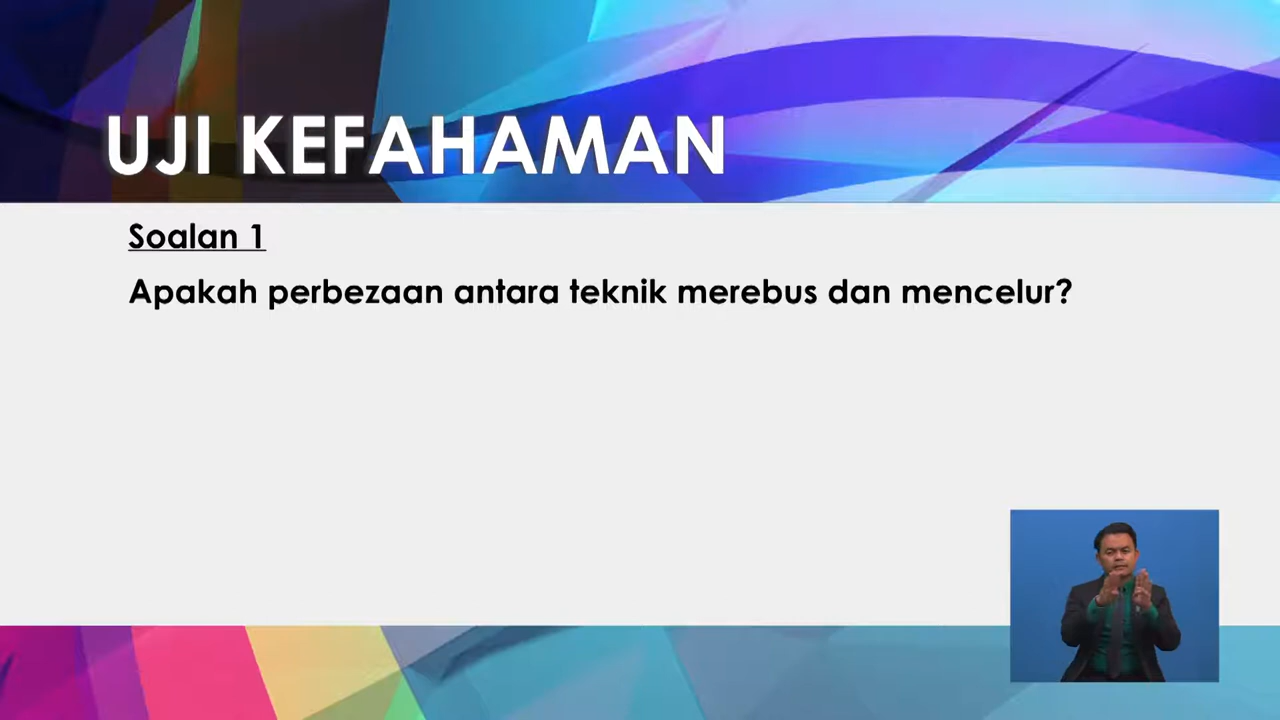 UJI KEFAHAMAN
Soalan 1
Apakah perbezaan antara teknik merebus dan mencelur?